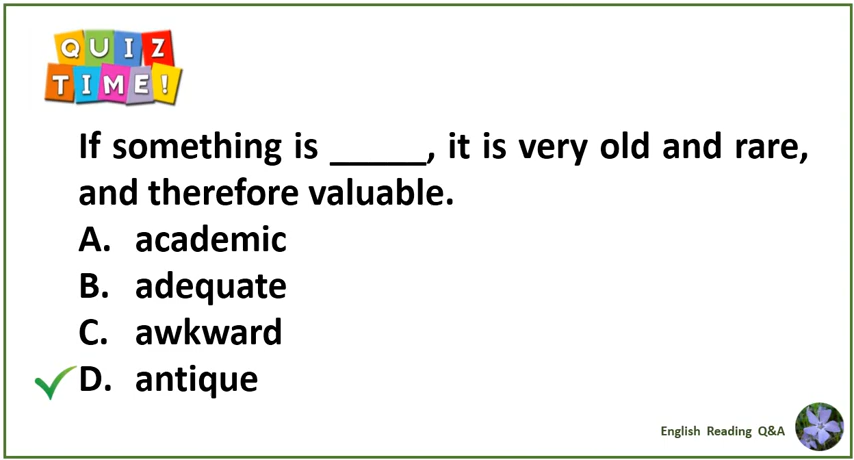 QUIZ
TIME!
If something is _____, it is very old and rare,
and therefore valuable.
A. academic
B. adequate
C. awkward
D. antique
English Reading Q&A